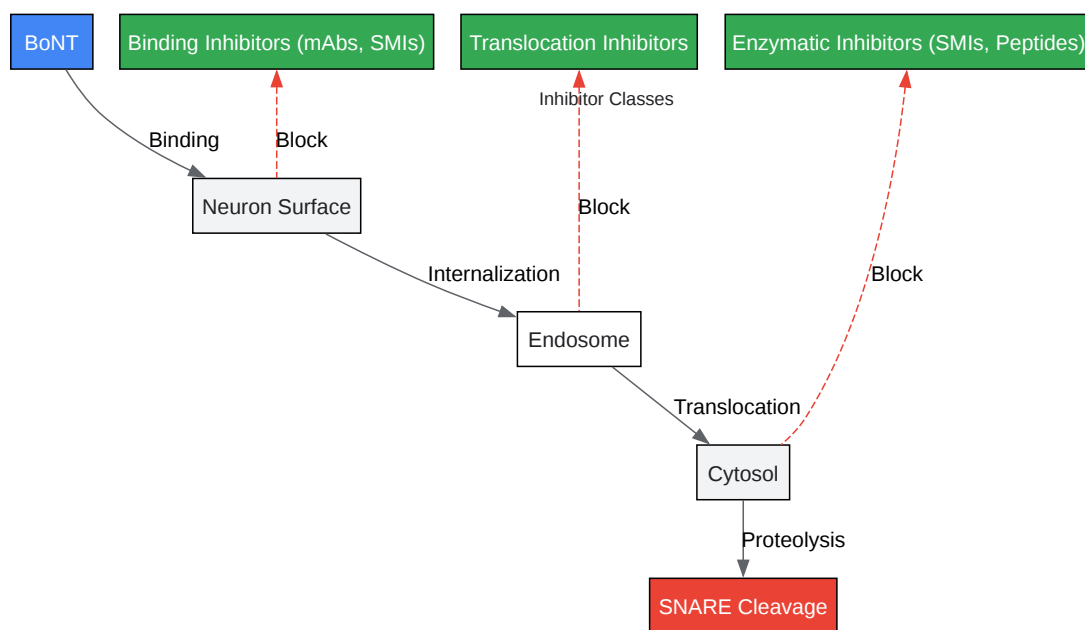 BoNT
Binding Inhibitors (mAbs, SMIs)
Translocation Inhibitors
Enzymatic Inhibitors (SMIs, Peptides)
Inhibitor Classes
Binding
Block
Neuron Surface
Block
Internalization
Block
Endosome
Translocation
Cytosol
Proteolysis
SNARE Cleavage